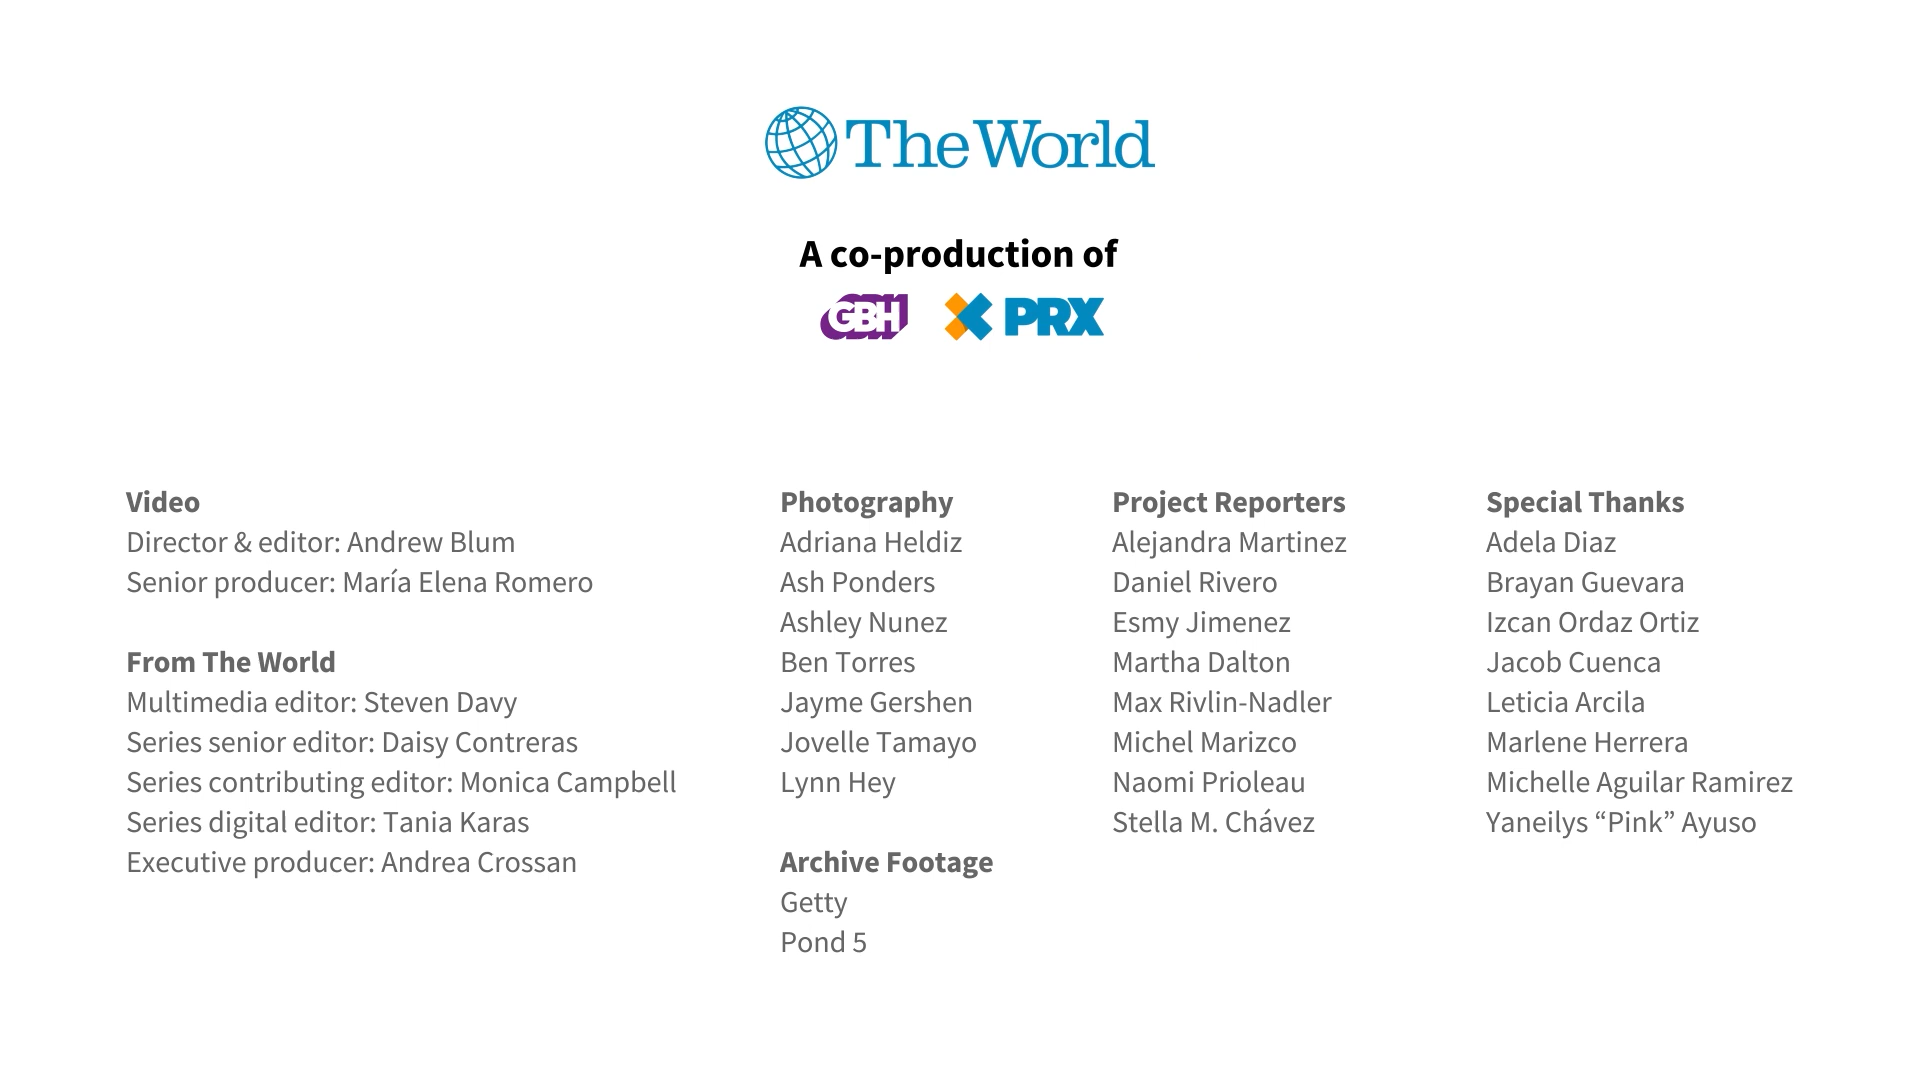 The World
A co-production of
GBH PRX
Video
Director & editor: Andrew Blum
Senior producer: María Elena Romero
From The World
Multimedia editor: Steven Davy
Series senior editor: Daisy Contreras
Series contributing editor: Monica Campbell
Series digital editor: Tania Karas
Executive producer: Andrea Crossan
Photography
Adriana Heldiz
Ash Ponders
Ashley Nunez
Ben Torres
Jayme Gershen
Jovelle Tamayo
Lynn Hey
Archive Footage
Getty
Pond 5
Project Reporters
Alejandra Martinez
Daniel Rivero
Esmy Jimenez
Martha Dalton
Max Rivlin-Nadler
Michel Marizco
Naomi Prioleau
Stella M. Chávez
Special Thanks
Adela Diaz
Brayan Guevara
Izcan Ordaz Ortiz
Jacob Cuenca
Leticia Arcila
Marlene Herrera
Michelle Aguilar Ramirez
Yaneilys “Pink” Ayuso